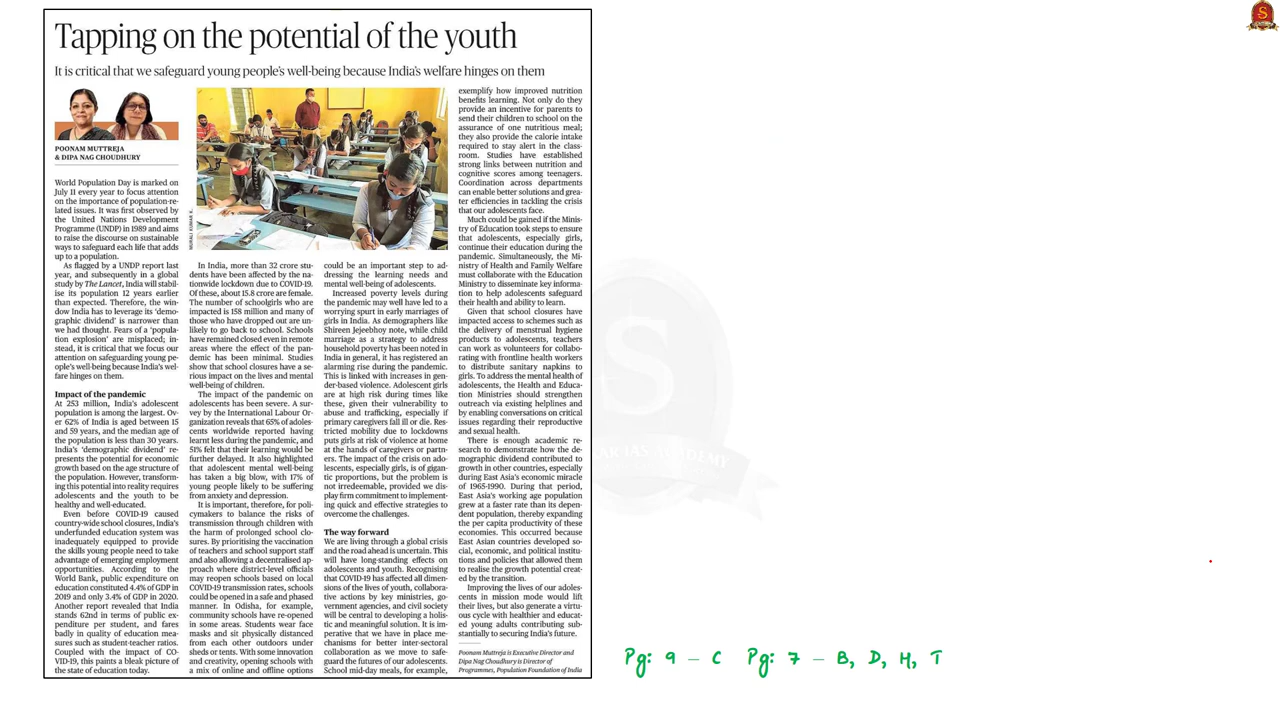 Tapping on the potential of the youth
It is critical that we safeguard young people's well-being because India's welfare hinges on them
POONAM MUTTREJA
& DIPA NAG CHOUDHURY
World Population Day is marked on
July 11 every year to focus attention
on the importance of population-re-
lated issues. It was first observed by
the United Nations Development
Programme (UNDP) in 1989 and aims
to raise the discourse on sustainable
ways to safeguard each life that adds
up to a population.
As flagged by a UNDP report last
year, and subsequently in a global
study by The Lancet, India will stabil-
ise its population 12 years earlier
than expected. Therefore, the win-
dow India has to leverage its 'demo-
graphic dividend' is narrower than
we had thought. Fears of a 'popula-
tion explosion' are misplaced; in-
stead, it is critical that we focus our
attention on safeguarding young peo-
ple's well-being because India's wel-
fare hinges on them.
Impact of the pandemic
At 253 million, India's adolescent
population is among the largest. Ov-
er 62% of India is aged between 15
and 59 years, and the median age of
the population is less than 30 years.
India's 'demographic dividend' re-
presents the potential for economic
growth based on the age structure of
the population. However, transform-
ing this potential into reality requires
adolescents and the youth to be
healthy and well-educated.
Even before COVID-19 caused
country-wide school closures, India's
underfunded education system was
inadequately equipped to provide
the skills young people need to take
advantage of emerging employment
opportunities. According to the
World Bank, public expenditure on
education constituted 4.4% of GDP in
2019 and only 3.4% of GDP in 2020.
Another report revealed that India
stands 62nd in terms of public ex-
penditure per student, and fares
badly in quality of education mea-
sures such as student-teacher ratios.
Coupled with the impact of CO-
VID-19, this paints a bleak picture of
the state of education today.
MURALI KUMAR K.
In India, more than 32 crore stu-
dents have been affected by the na-
tionwide lockdown due to COVID-19.
Of these, about 15.8 crore are female.
The number of schoolgirls who are
impacted is 158 million and many of
those who have dropped out are un-
likely to go back to school. Schools
have remained closed even in remote
areas where the effect of the pan-
demic has been minimal. Studies
show that school closures have a se-
rious impact on the lives and mental
well-being of children.
The impact of the pandemic on
adolescents has been severe. A sur-
vey by the International Labour Or-
ganization reveals that 65% of adoles-
cents worldwide reported having
learnt less during the pandemic, and
51% felt that their learning would be
further delayed. It also highlighted
that adolescent mental well-being
has taken a big blow, with 17% of
young people likely to be suffering
from anxiety and depression.
It is important, therefore, for poli-
cymakers to balance the risks of
transmission through children with
the harm of prolonged school clo-
sures. By prioritising the vaccination
of teachers and school support staff
and also allowing a decentralised ap-
proach where district-level officials
may reopen schools based on local
COVID-19 transmission rates, schools
could be opened in a safe and phased
manner. In Odisha, for example,
community schools have re-opened
in some areas. Students wear face
masks and sit physically distanced
from each other outdoors under
sheds or tents. With some innovation
and creativity, opening schools with
a mix of online and offline options
could be an important step to ad-
dressing the learning needs and
mental well-being of adolescents.
Increased poverty levels during
the pandemic may well have led to a
worrying spurt in early marriages of
girls in India. As demographers like
Shireen Jejeebhoy note, while child
marriage as a strategy to address
household poverty has been noted in
India in general, it has registered an
alarming rise during the pandemic.
This is linked with increases in gen-
der-based violence. Adolescent girls
are at high risk during times like
these, given their vulnerability to
abuse and trafficking, especially if
primary caregivers fall ill or die. Res-
tricted mobility due to lockdowns
puts girls at risk of violence at home
at the hands of caregivers or partn-
ers. The impact of the crisis on ado-
lescents, especially girls, is of gigan-
tic proportions, but the problem is
not irredeemable, provided we dis-
play firm commitment to implement-
ing quick and effective strategies to
overcome the challenges.
The way forward
We are living through a global crisis
and the road ahead is uncertain. This
will have long-standing effects on
adolescents and youth. Recognising
that COVID-19 has affected all dimen-
sions of the lives of youth, collabora-
tive actions by key ministries, go-
vernment agencies, and civil society
will be central to developing a holis-
tic and meaningful solution. It is im-
perative that we have in place me-
chanisms for better inter-sectoral
collaboration as we move to safe-
guard the futures of our adolescents.
School mid-day meals, for example,
exemplify how improved nutrition
benefits learning. Not only do they
provide an incentive for parents to
send their children to school on the
assurance of one nutritious meal;
they also provide the calorie intake
required to stay alert in the class-
room. Studies have established
strong links between nutrition and
cognitive scores among teenagers.
Coordination across departments
can enable better solutions and grea-
ter efficiencies in tackling the crisis
that our adolescents face.
Much could be gained if the Minis-
try of Education took steps to ensure
that adolescents, especially girls,
continue their education during the
pandemic. Simultaneously, the Mi-
nistry of Health and Family Welfare
must collaborate with the Education
Ministry to disseminate key informa-
tion to help adolescents safeguard
their health and ability to learn.
Given that school closures have
impacted access to schemes such as
the delivery of menstrual hygiene
products to adolescents, teachers
can work as volunteers for collabo-
rating with frontline health workers
to distribute sanitary napkins to
girls. To address the mental health of
adolescents, the Health and Educa-
tion Ministries should strengthen
outreach via existing helplines and
by enabling conversations on critical
issues regarding their reproductive
and sexual health.
There is enough academic re-
search to demonstrate how the de-
mographic dividend contributed to
growth in other countries, especially
during East Asia's economic miracle
of 1965-1990. During that period,
East Asia's working age population
grew at a faster rate than its depen-
dent population, thereby expanding
the per capita productivity of these
economies. This occurred because
East Asian countries developed so-
cial, economic, and political institu-
tions and policies that allowed them
to realise the growth potential creat-
ed by the transition.
Improving the lives of our adoles-
cents in mission mode would lift
their lives, but also generate a virtu-
ous cycle with healthier and educat-
ed young adults contributing sub-
stantially to securing India's future.
Poonam Muttreja is Executive Director and
Dipa Nag Choudhury is Director of
Programmes, Population Foundation of India
S
AR IAS ACADEMY
Pg: 9 – C Pg: 7 – B, D, H, T